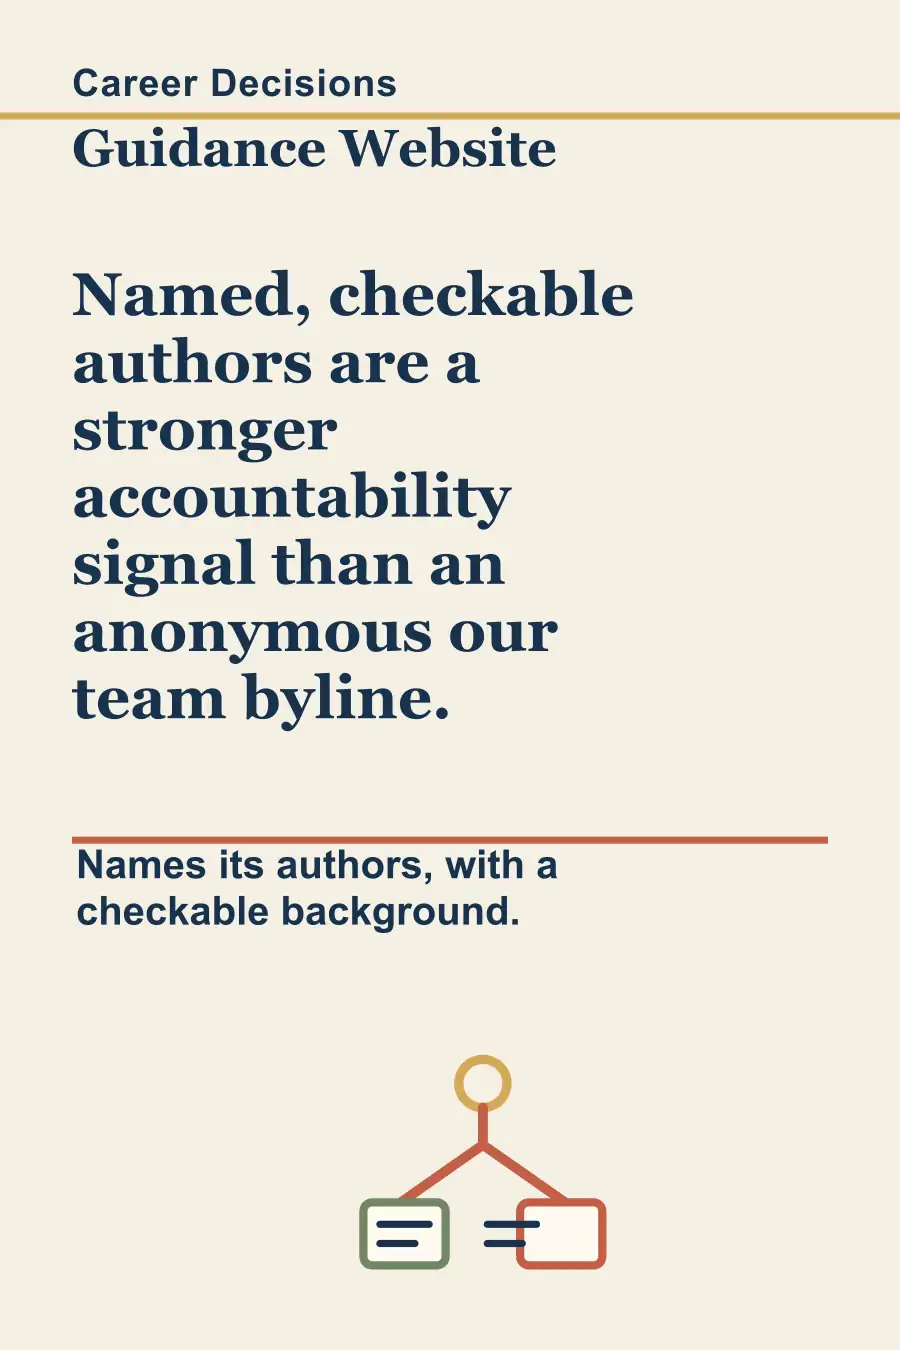 Career Decisions
Guidance Website
Named, checkable
authors are a
stronger
accountability
signal than an
anonymous our
team byline.
Names its authors, with a
checkable background.